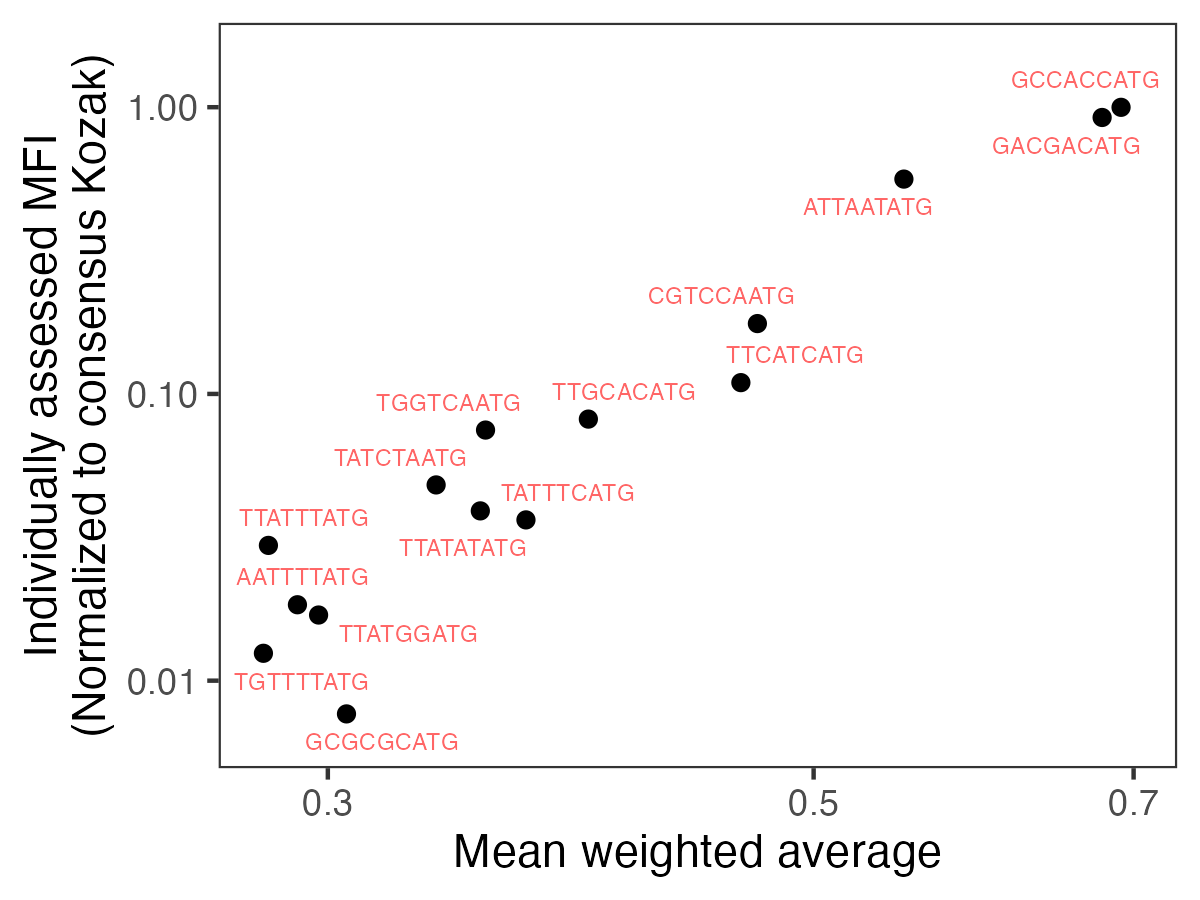 Individually assessed MFI
(Normalized to consensus Kozak)
1.00
0.10
0.01
GCCACCATG
GACGACATG
ATTAATATG
CGTCCAATG
TTCATCATG
TTGCACATG
TGGTCAATG
TATCTAATG
TATTTCATG
TTATTTATG
TTATATATG
AATTTTATG
TTATGGATG
TGTTTTATG
GCGCGCATG
0.3
0.5
0.7
Mean weighted average